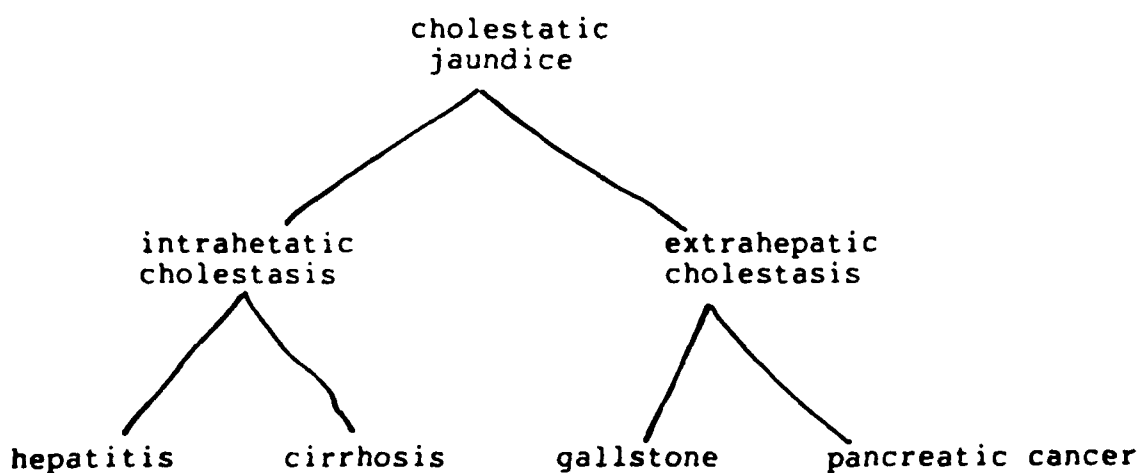 cholestatic
jaundice
intrahetatic
cholestasis
extrahepatic
cholestasis
hepatitis
cirrhosis
gallstone
pancreatic cancer